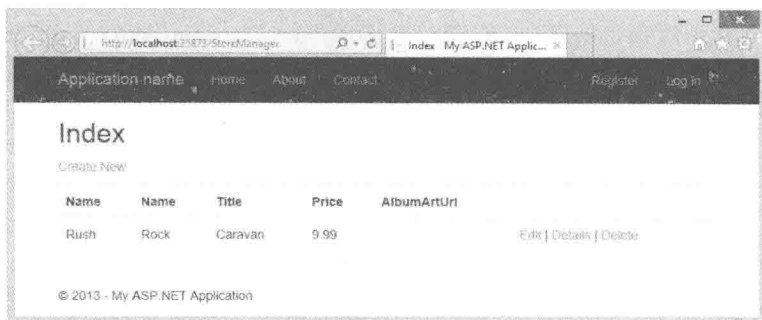 http://localhost:25873/StoreManager
Index - My ASP.NET Applic...
Application name Home About Contact Register Log in
Index
Create New
Name Name Title Price AlbumArtUrl
Rush Rock Caravan 9.99 Edit | Details | Delete
© 2013 - My ASP.NET Application